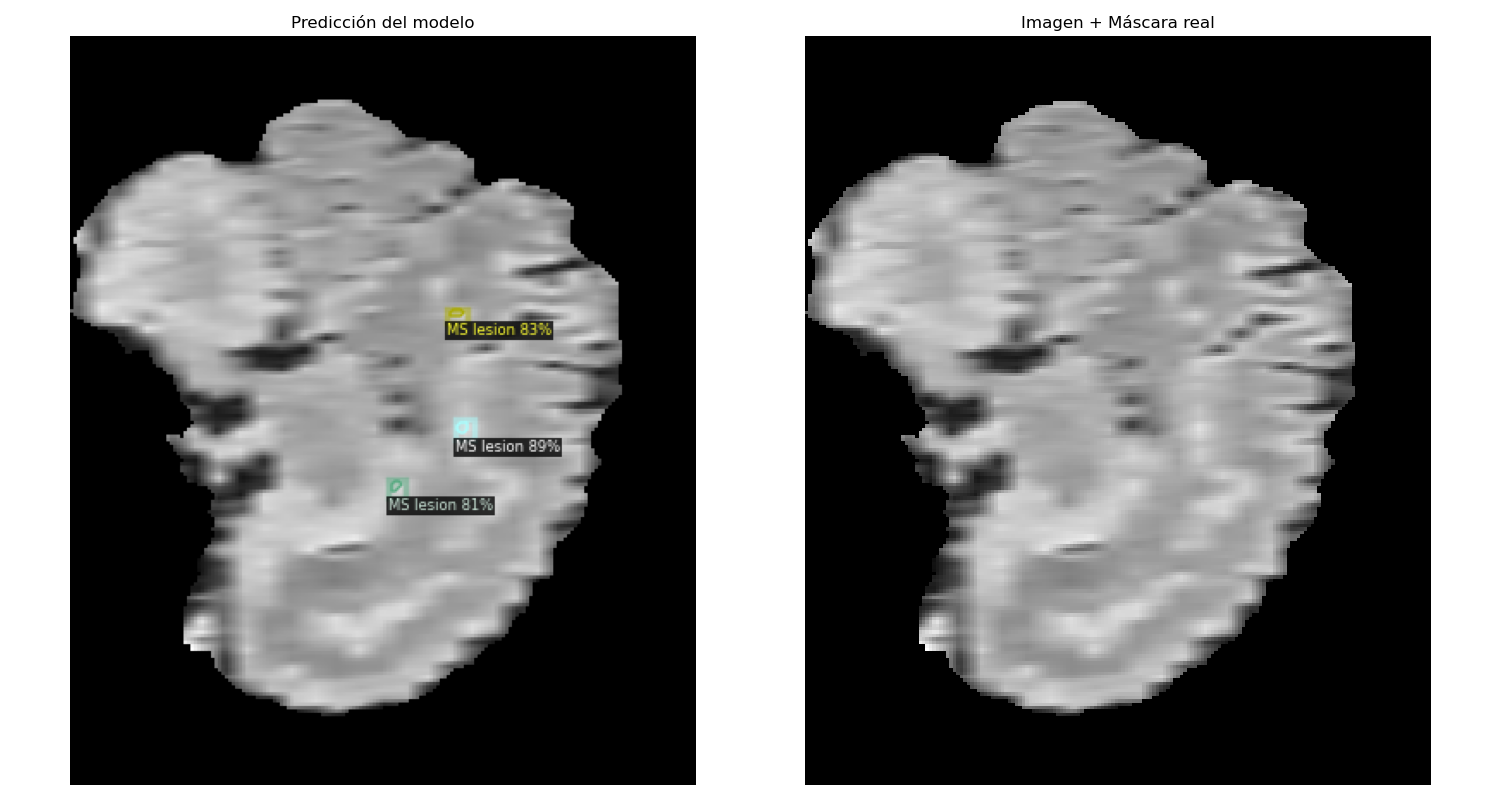 Predicción del modelo
Imagen + Máscara real
MS lesion 83%
MS lesion 89%
MS lesion 81%